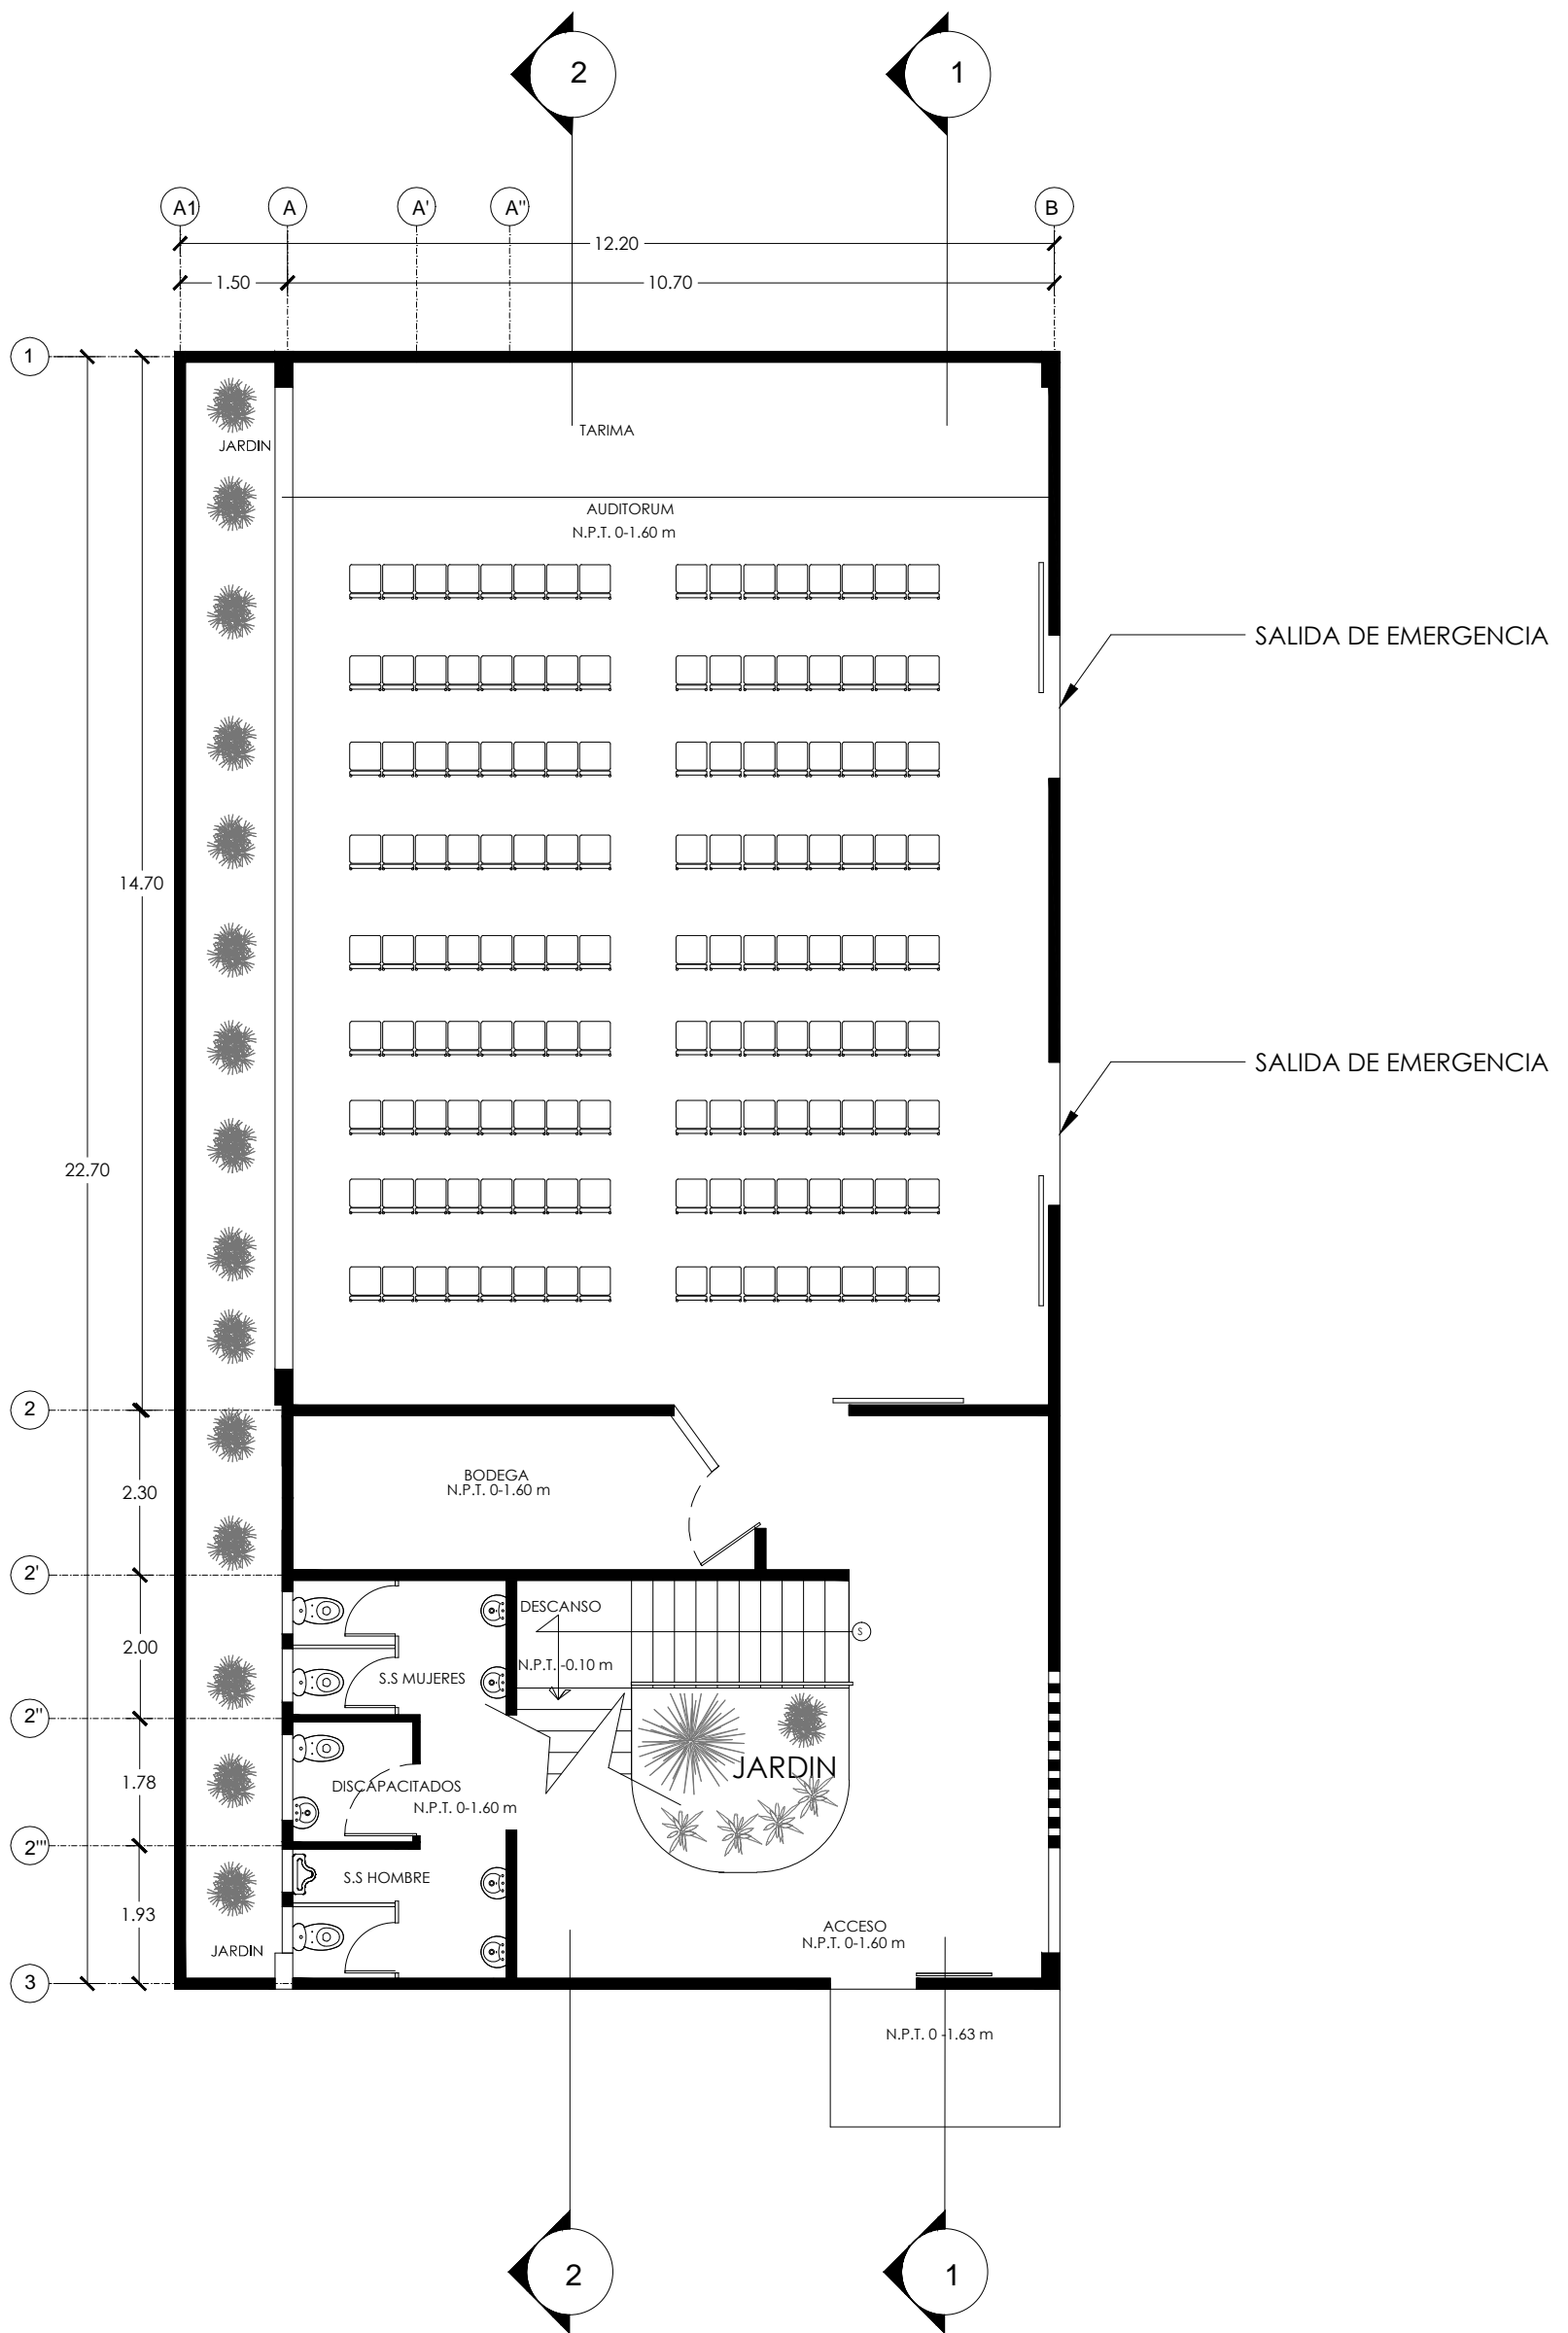 2
1
A1
A
A'
A"
B
12.20
1.50
10.70
1
TARIMA
JARDIN
AUDITORUM
N.P.T. 0-1.60 m
SALIDA DE EMERGENCIA
14.70
SALIDA DE EMERGENCIA
22.70
2
BODEGA
N.P.T. 0-1.60 m
2.30
2'
DESCANSO
S
2.00
N.P.T. -0.10 m
S.S MUJERES
2"
JARDIN
1.78
DISCAPACITADOS
N.P.T. 0-1.60 m
2"'
S.S HOMBRE
1.93
ACCESO
N.P.T. 0-1.60 m
JARDIN
3
N.P.T. 0 -1.63 m
2
1